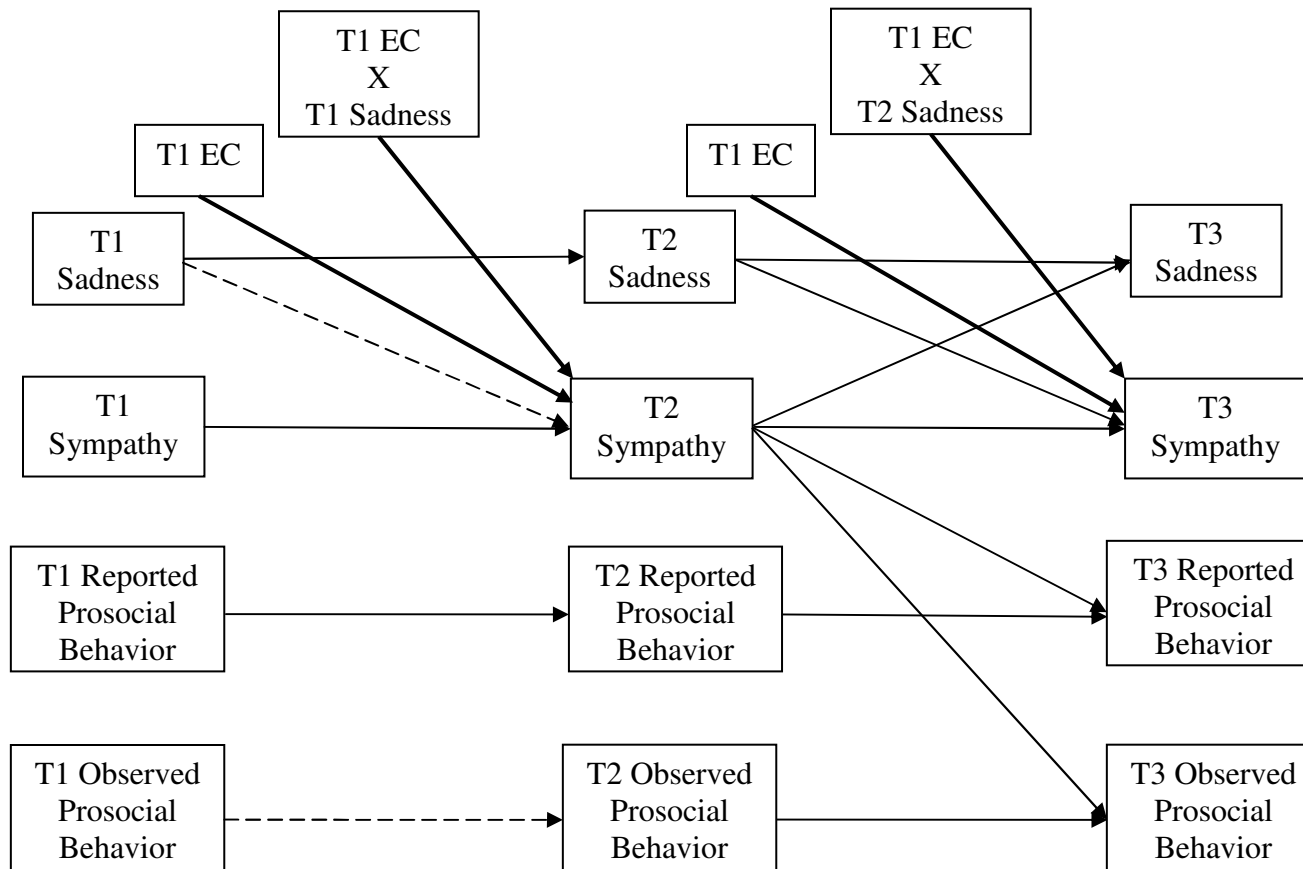 T1 EC
X
T1 Sadness
T1 EC
X
T2 Sadness
T1 EC
T1 EC
T1
Sadness
T2
Sadness
T3
Sadness
T1
Sympathy
T2
Sympathy
T3
Sympathy
T1 Reported
Prosocial
Behavior
T2 Reported
Prosocial
Behavior
T3 Reported
Prosocial
Behavior
T1 Observed
Prosocial
Behavior
T2 Observed
Prosocial
Behavior
T3 Observed
Prosocial
Behavior